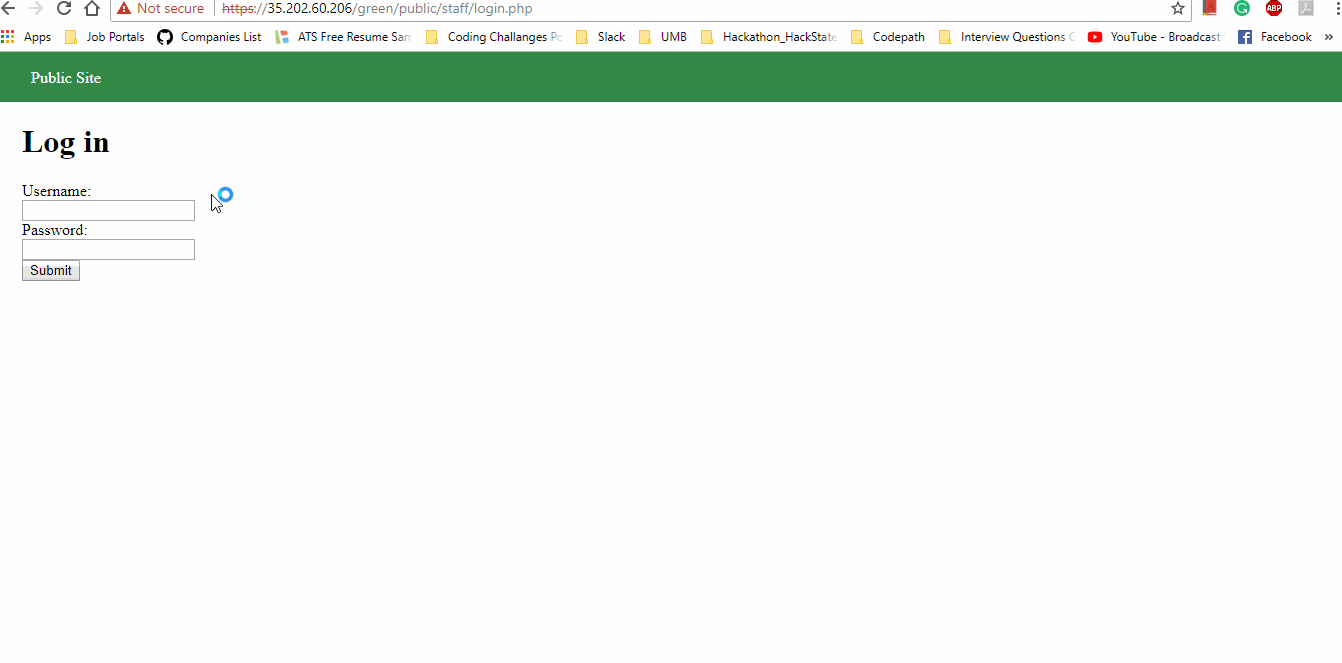 Not secure https://35.202.60.206/green/public/staff/login.php ABP
Apps Job Portals Companies List ATS Free Resume Sam Coding Challanges Po Slack UMB Hackathon_HackState Codepath Interview Questions YouTube - Broadcast Facebook »
Public Site
Log in
Username:
Password:
Submit